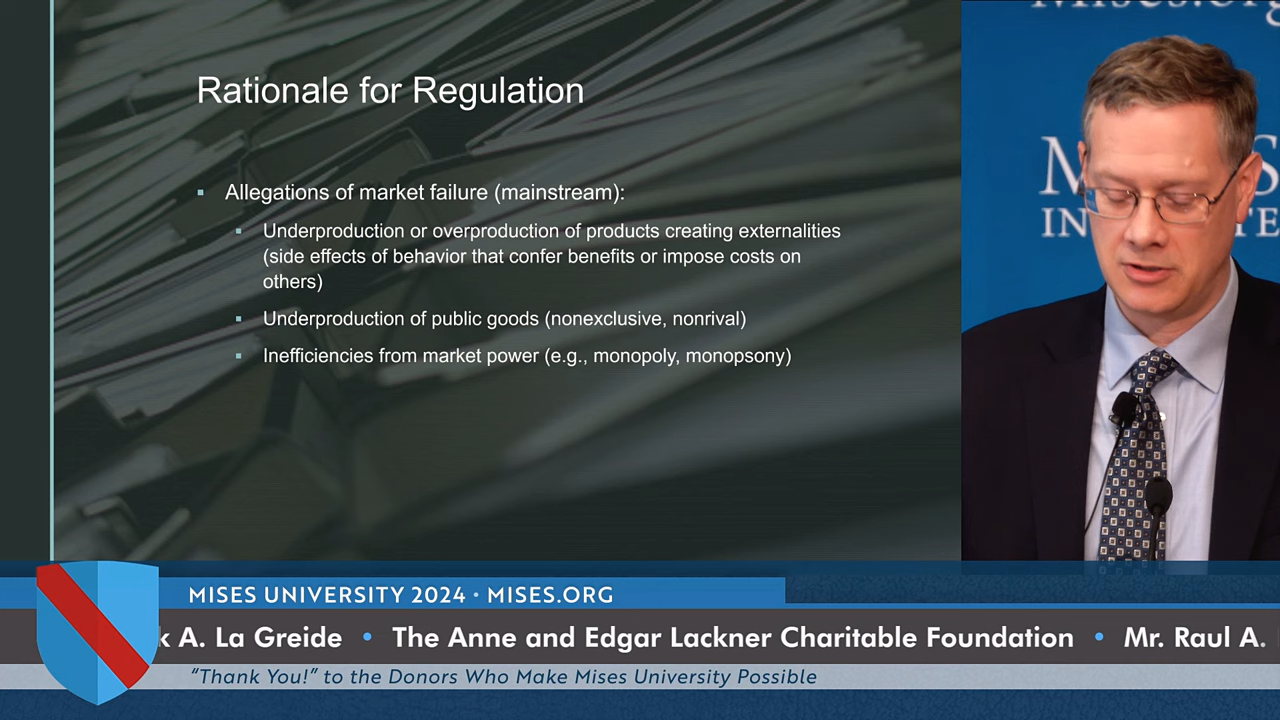 Rationale for Regulation
▪ Allegations of market failure (mainstream):
▪ Underproduction or overproduction of products creating externalities
(side effects of behavior that confer benefits or impose costs on
others)
▪ Underproduction of public goods (nonexclusive, nonrival)
▪ Inefficiencies from market power (e.g., monopoly, monopsony)
MISES UNIVERSITY 2024 • MISES.ORG
k A. La Greide • The Anne and Edgar Lackner Charitable Foundation • Mr. Raul A.
“Thank You!” to the Donors Who Make Mises University Possible